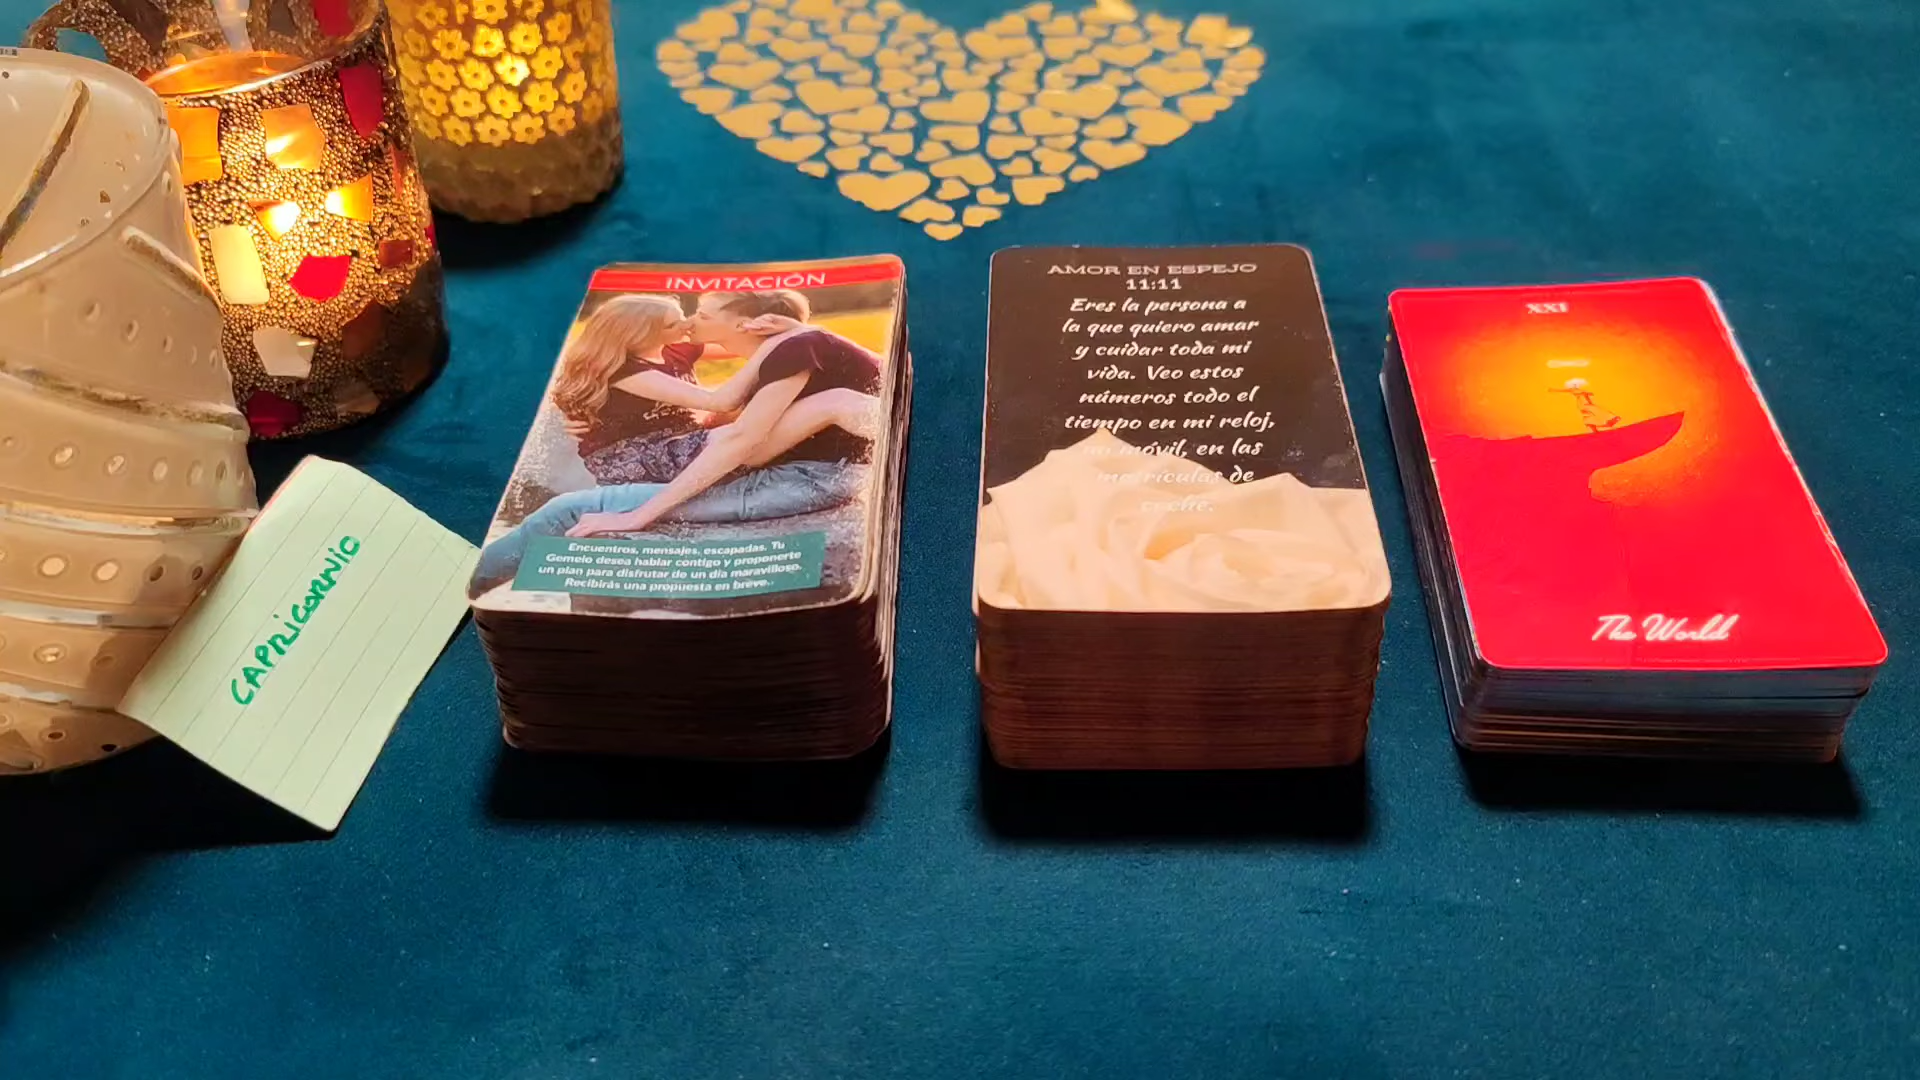 CAPRICORNIO
INVITACIÓN
Encuentros, mensajes, escapadas. Tu
Gemelo desea hablar contigo y proponerte
un plan para disfrutar de un día maravilloso.
Recibirás una propuesta en breve..
AMOR EN ESPEJO
11:11
Eres la persona a
la que quiero amar
y cuidar toda mi
vida. Veo estos
números todo el
tiempo en mi reloj,
móvil, en las
matrículas de
coche.
XXI
The World